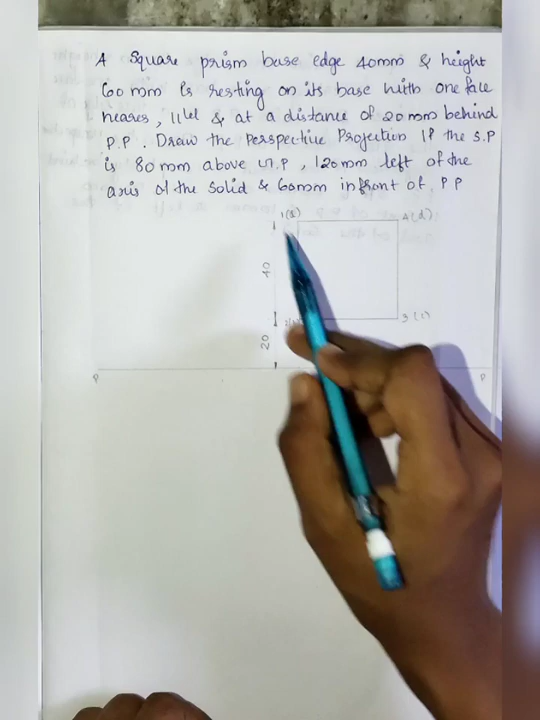 A Square prism base edge 40mm & height
60 mm is resting on its base with one face
nearer, 11lel & at a distance of 20 mm behind
P.P. Draw the Perspective Projection if the S.P
is 80 mm above G.P, 120mm left of the
axis of the Solid & 60mm infront of P P
1(a) 4(d)
40
3(c)
20
P P